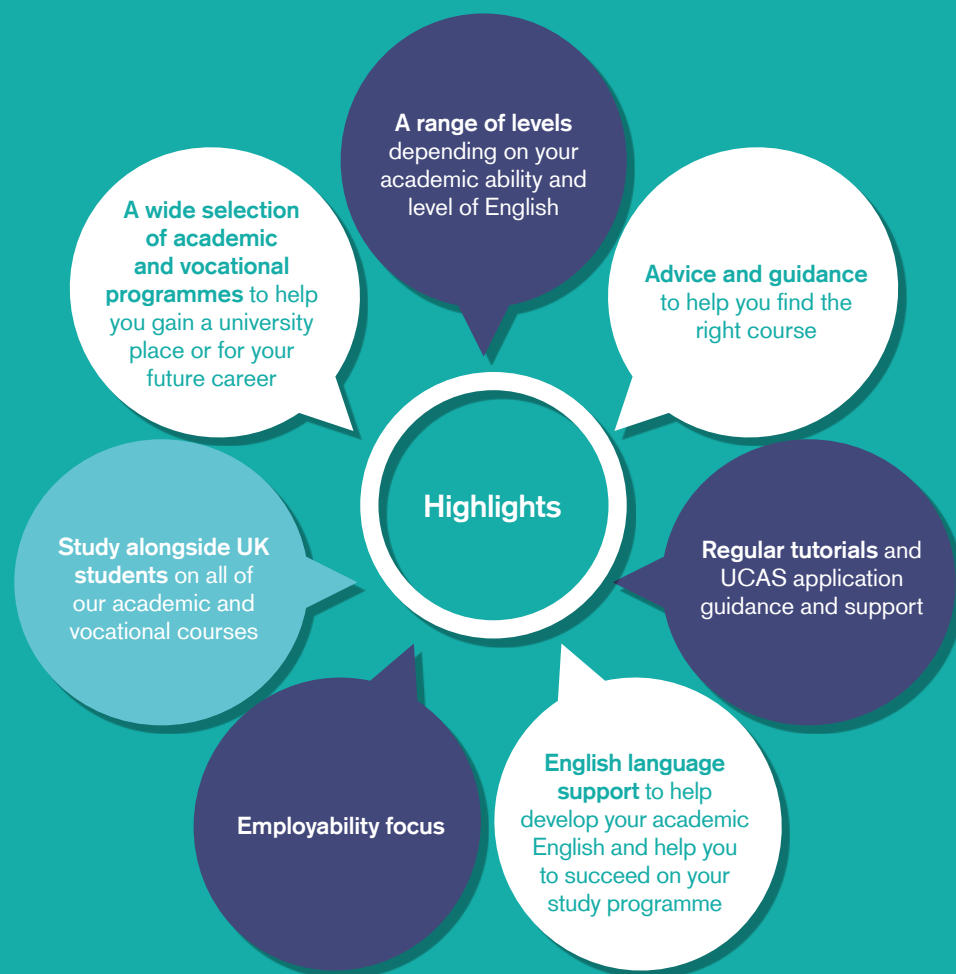 A range of levels
depending on your
academic ability and
level of English
A wide selection
of academic
and vocational
programmes to help
you gain a university
place or for your
future career
Advice and guidance
to help you find the
right course
Highlights
Study alongside UK
students on all of
our academic and
vocational courses
Regular tutorials and
UCAS application
guidance and support
Employability focus
English language
support to help
develop your academic
English and help you
to succeed on your
study programme